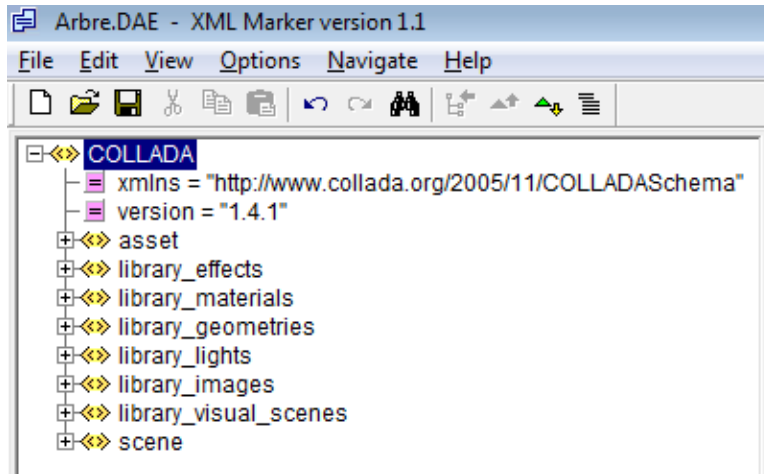 Arbre.DAE - XML Marker version 1.1
File Edit View Options Navigate Help
COLLADA
xmlns = "http://www.collada.org/2005/11/COLLADASchema"
version = "1.4.1"
asset
library_effects
library_materials
library_geometries
library_lights
library_images
library_visual_scenes
scene